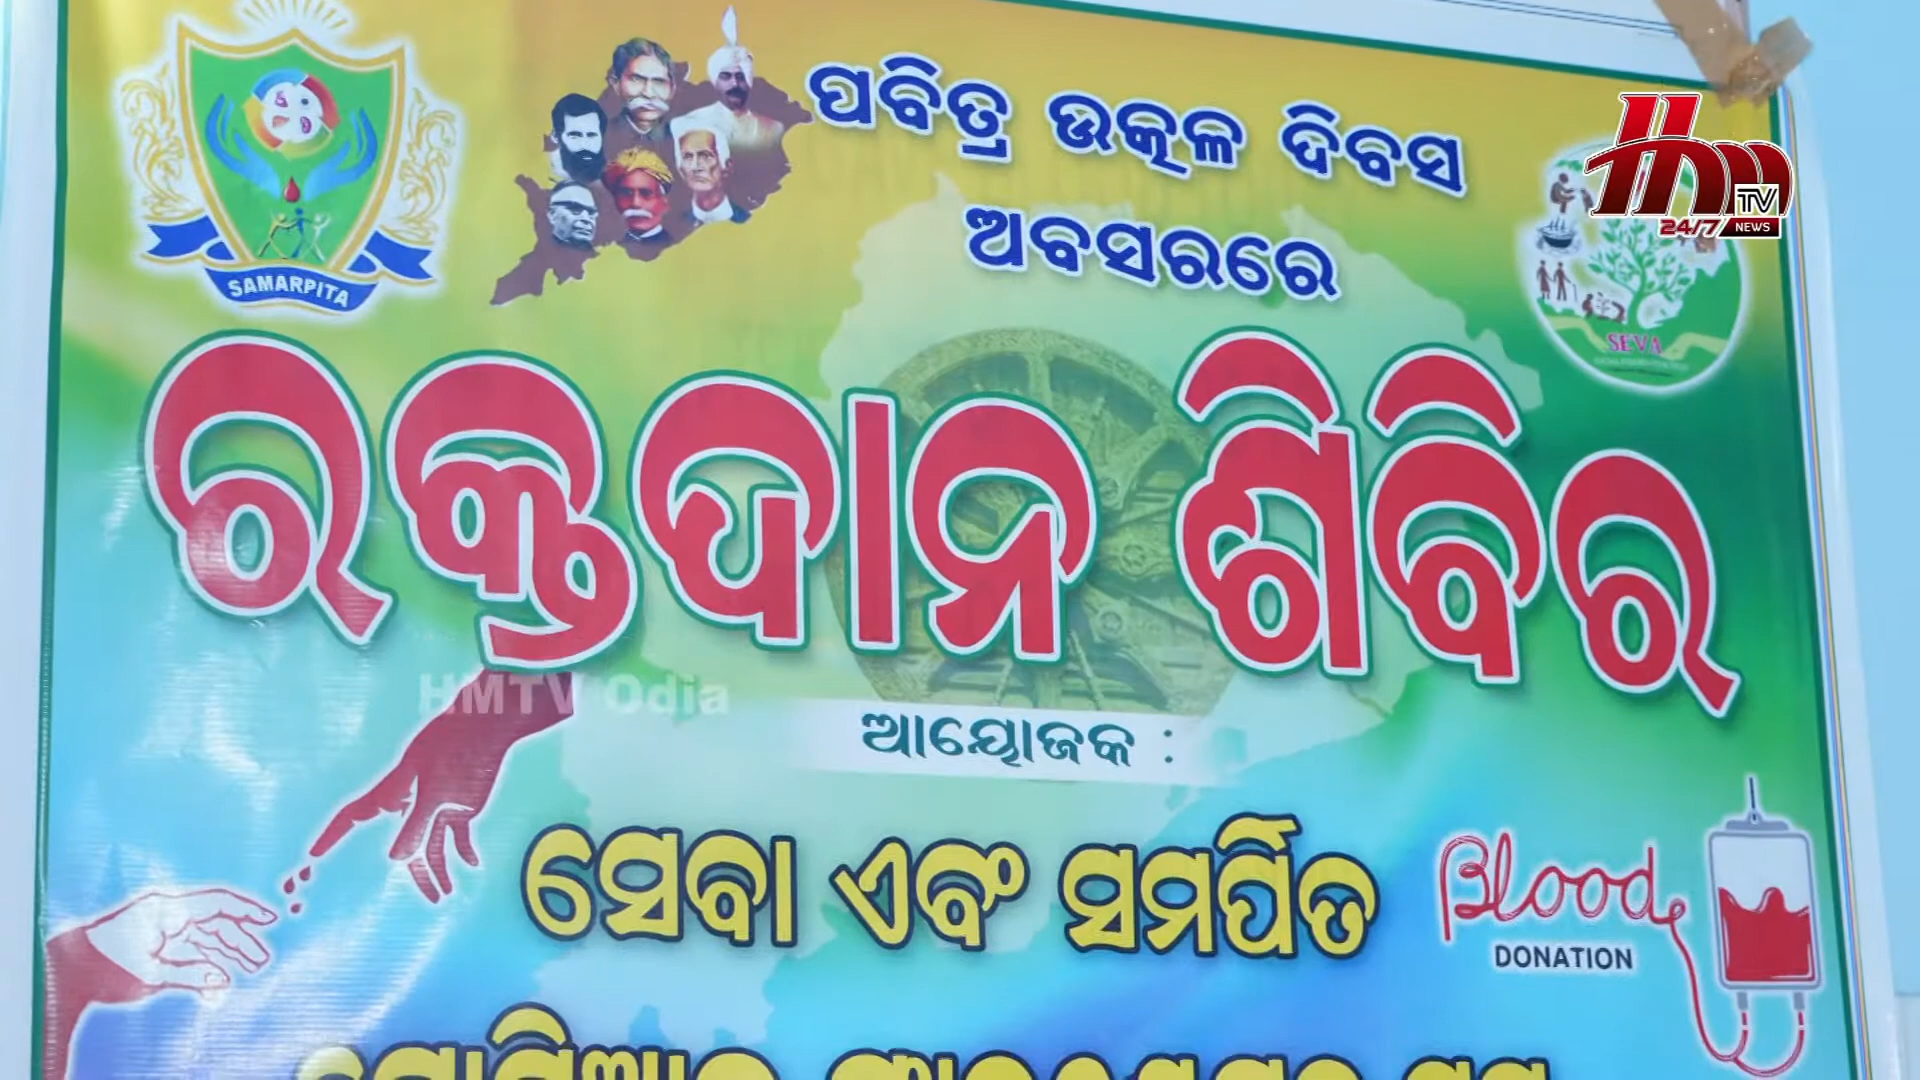 ପବିତ୍ର ଉତ୍କଳ ଦିବସ
ଅବସରରେ
SAMARPITA
Hm TV
24/7 NEWS
SEVA
ରକ୍ତଦାନ ଶିବିର
HMTV Odia
ଆୟୋଜକ :
ସେବା ଏବଂ ସମର୍ପିତ
Blood
DONATION